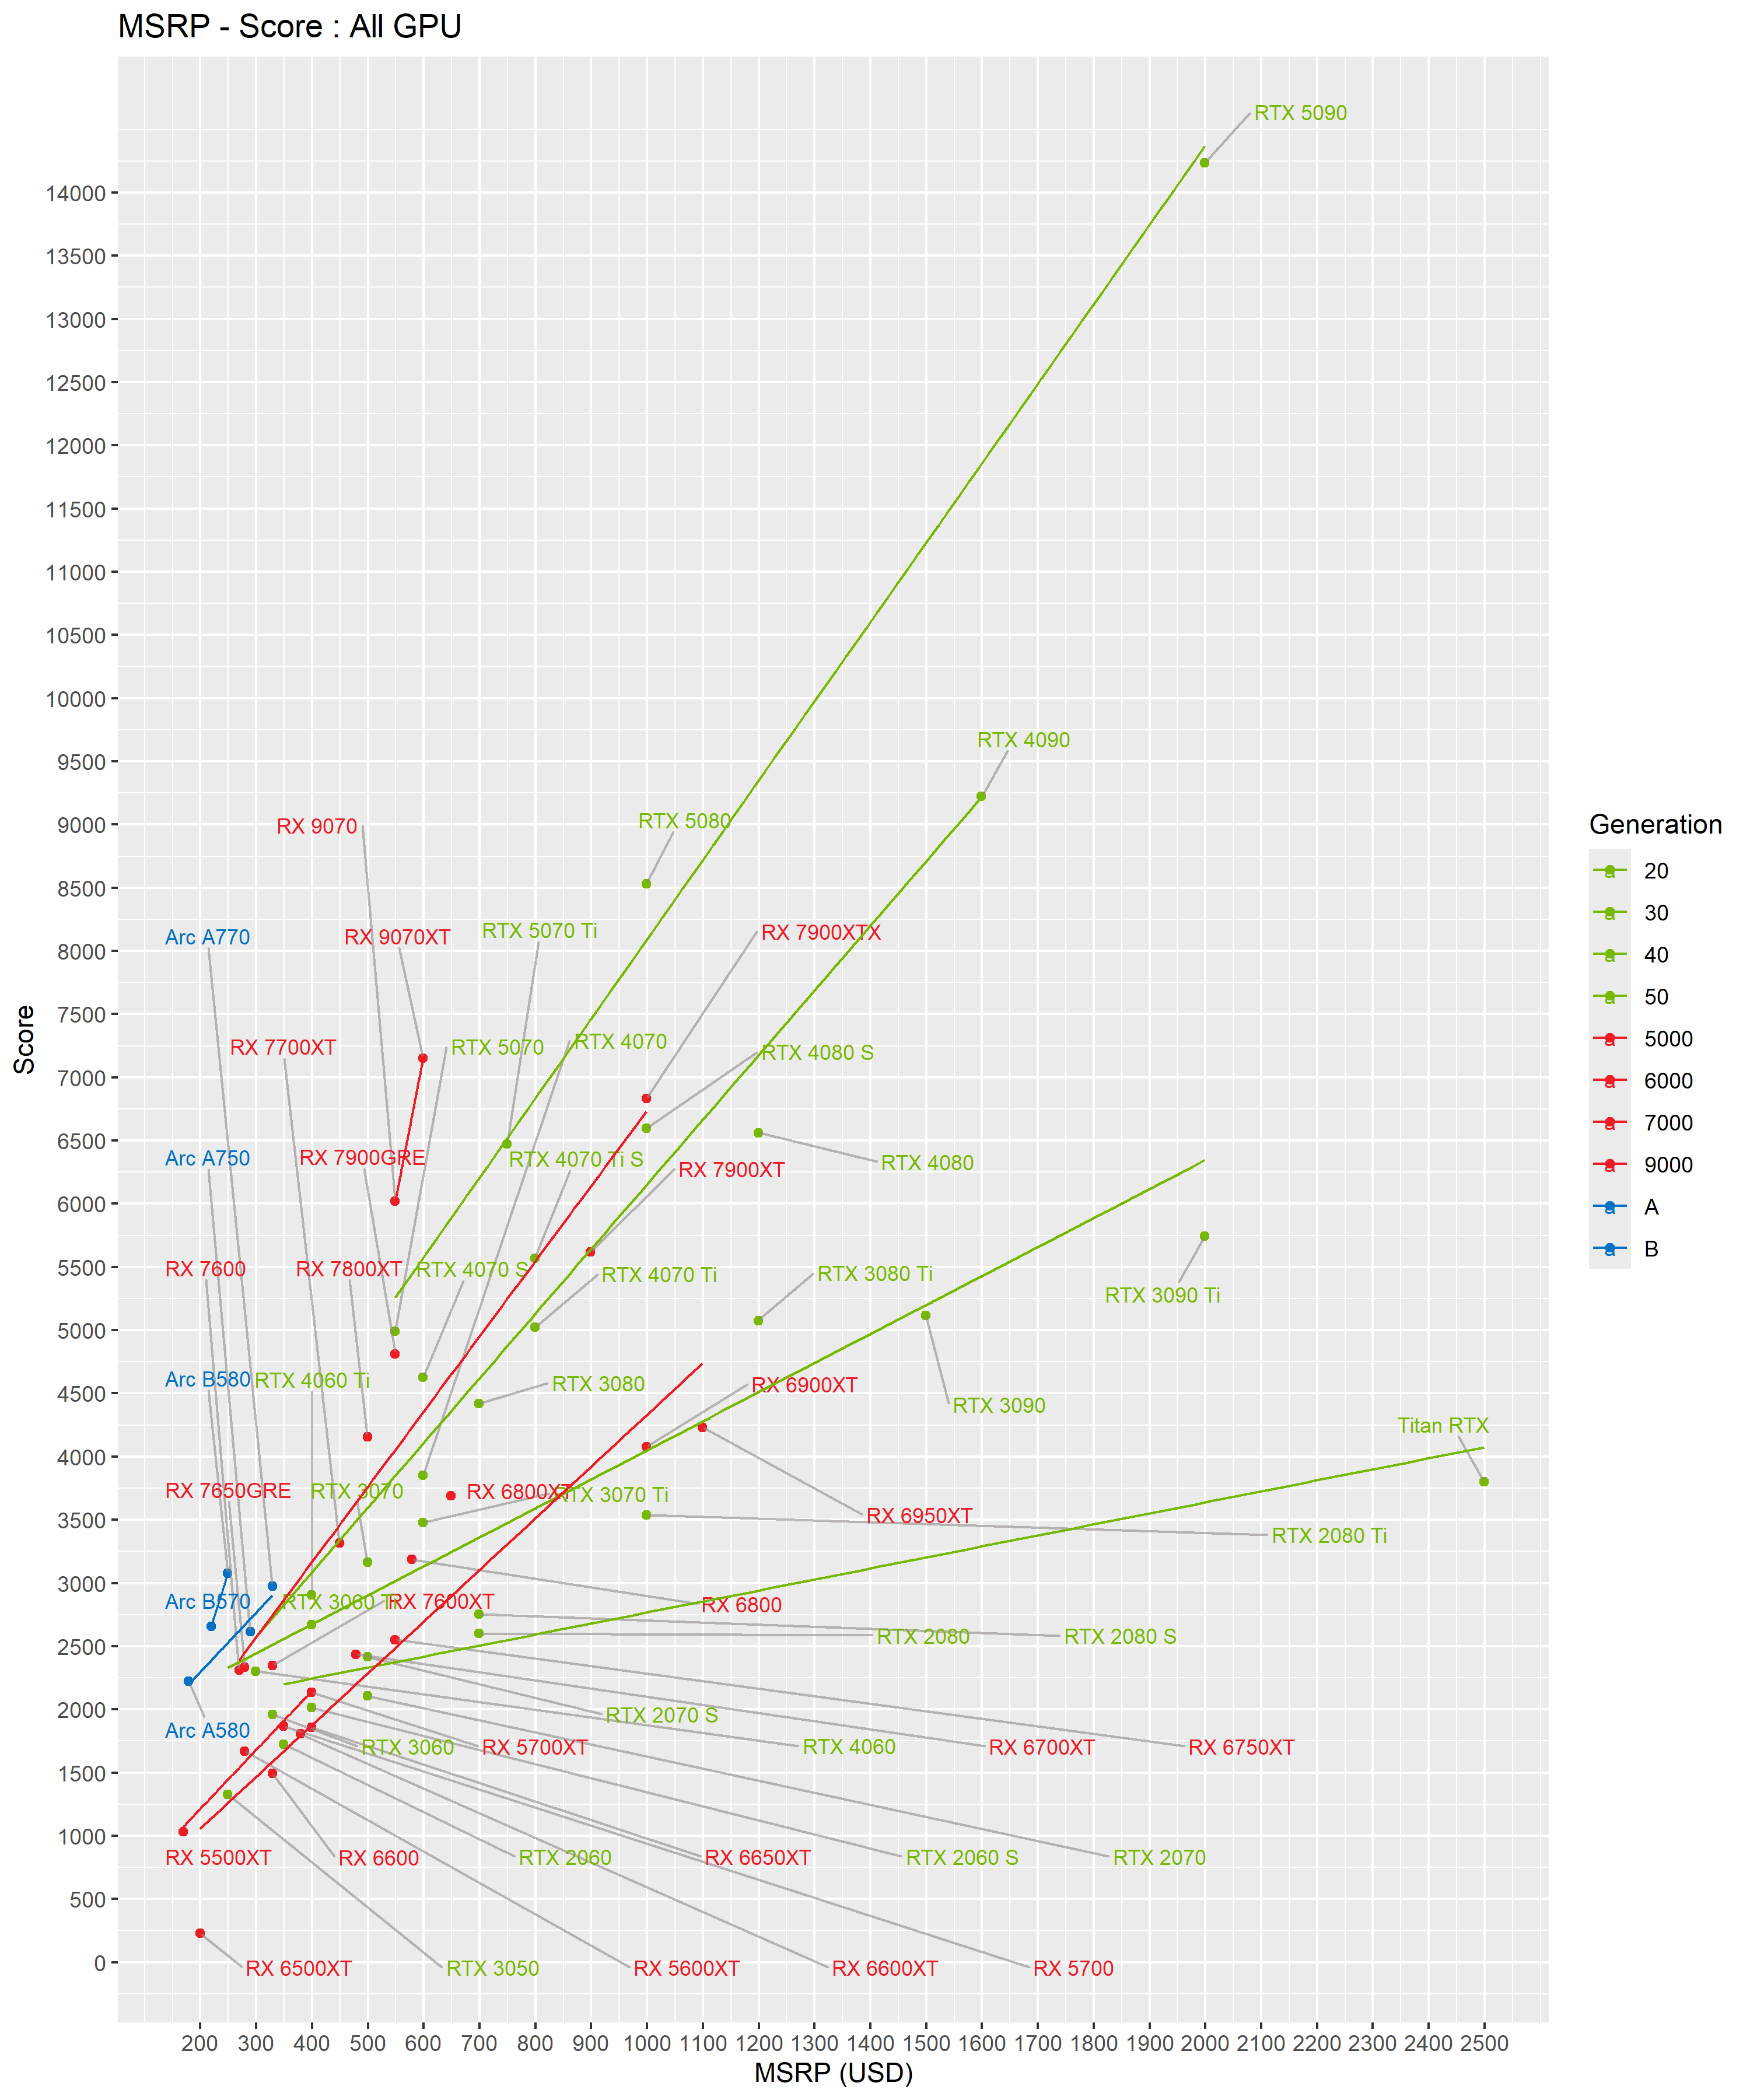 MSRP - Score : All GPU
RTX 5090
14000
13500
13000
12500
12000
11500
11000
10500
10000
RTX 4090
9500
RTX 5080
RX 9070
9000
8500
RTX 5070 Ti
RX 7900XTX
Arc A770
RX 9070XT
8000
7500
RTX 4070
RX 7700XT
RTX 5070
RTX 4080 S
7000
6500
Arc A750
RX 7900GRE
RTX 4070 Ti S
RTX 4080
RX 7900XT
6000
5500
RX 7600
RX 7800XT
RTX 4070 S
RTX 4070 Ti
RTX 3080 Ti
RTX 3090 Ti
5000
Arc B580
RTX 4060 Ti
RTX 3080
RX 6900XT
4500
RTX 3090
Titan RTX
4000
RX 7650GRE
RTX 3070
RX 6800XT
RTX 3070 Ti
3500
RX 6950XT
RTX 2080 Ti
3000
Arc B570
RTX 3060 Ti
RX 7600XT
RX 6800
RTX 2080
RTX 2080 S
2500
2000
RTX 2070 S
Arc A580
RTX 3060
RX 5700XT
RTX 4060
RX 6700XT
RX 6750XT
1500
1000
RX 5500XT
RX 6600
RTX 2060
RX 6650XT
RTX 2060 S
RTX 2070
500
0
RX 6500XT
RTX 3050
RX 5600XT
RX 6600XT
RX 5700
200 300 400 500 600 700 800 900 1000 1100 1200 1300 1400 1500 1600 1700 1800 1900 2000 2100 2200 2300 2400 2500
MSRP (USD)
Score
Generation
a 20
a 30
a 40
a 50
a 5000
a 6000
a 7000
a 9000
a A
a B